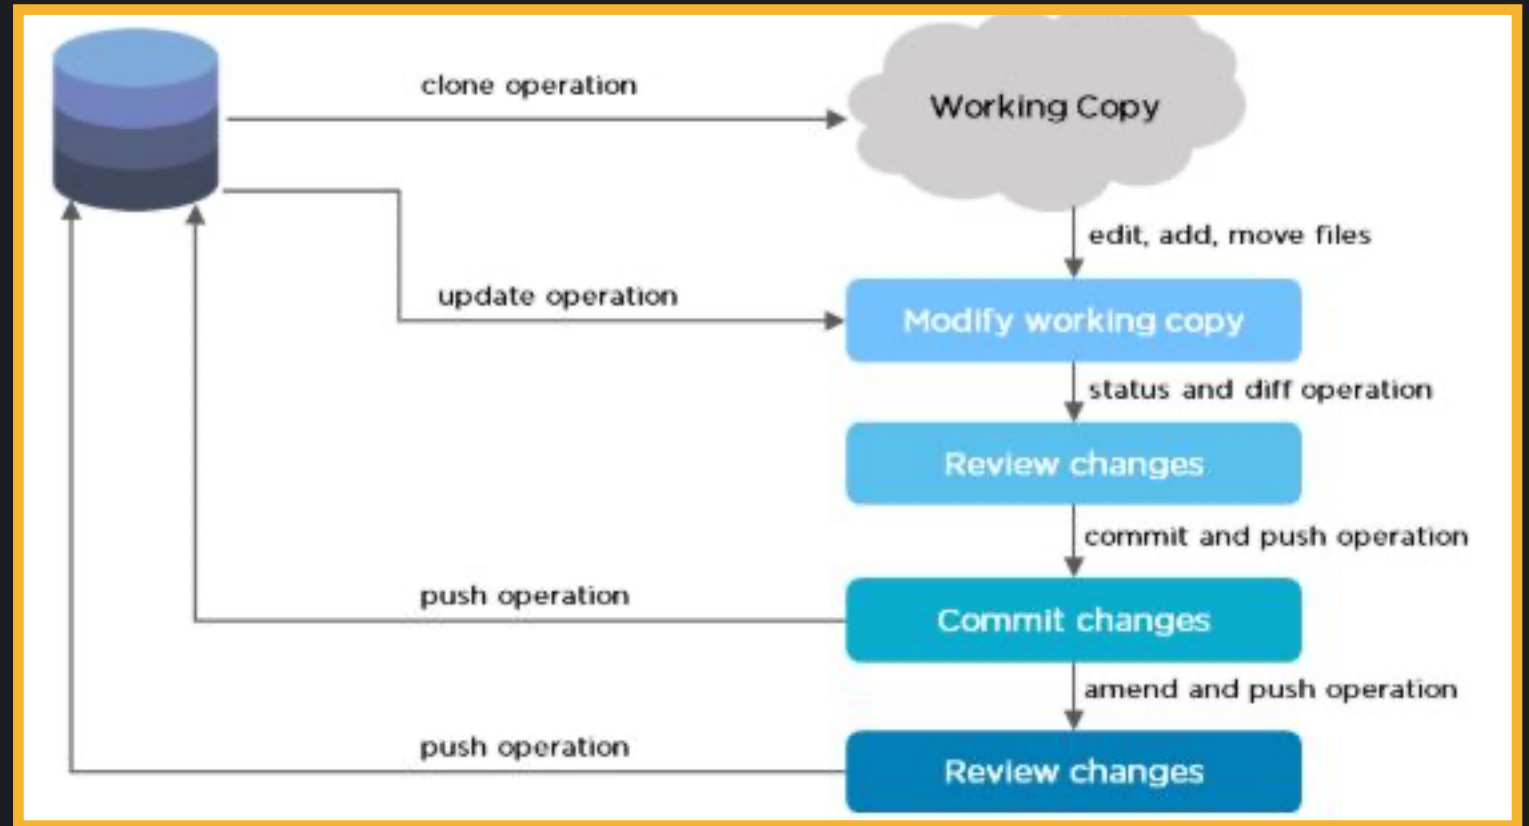 clone operation
Working Copy
edit, add, move files
update operation
Modify working copy
status and diff operation
Review changes
commit and push operation
push operation
Commit changes
amend and push operation
push operation
Review changes